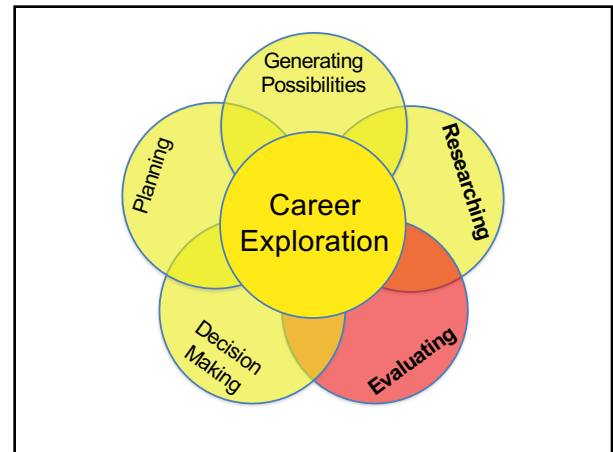 Generating
Possibilities
Researching
Evaluating
Decision
Making
Planning
Career
Exploration